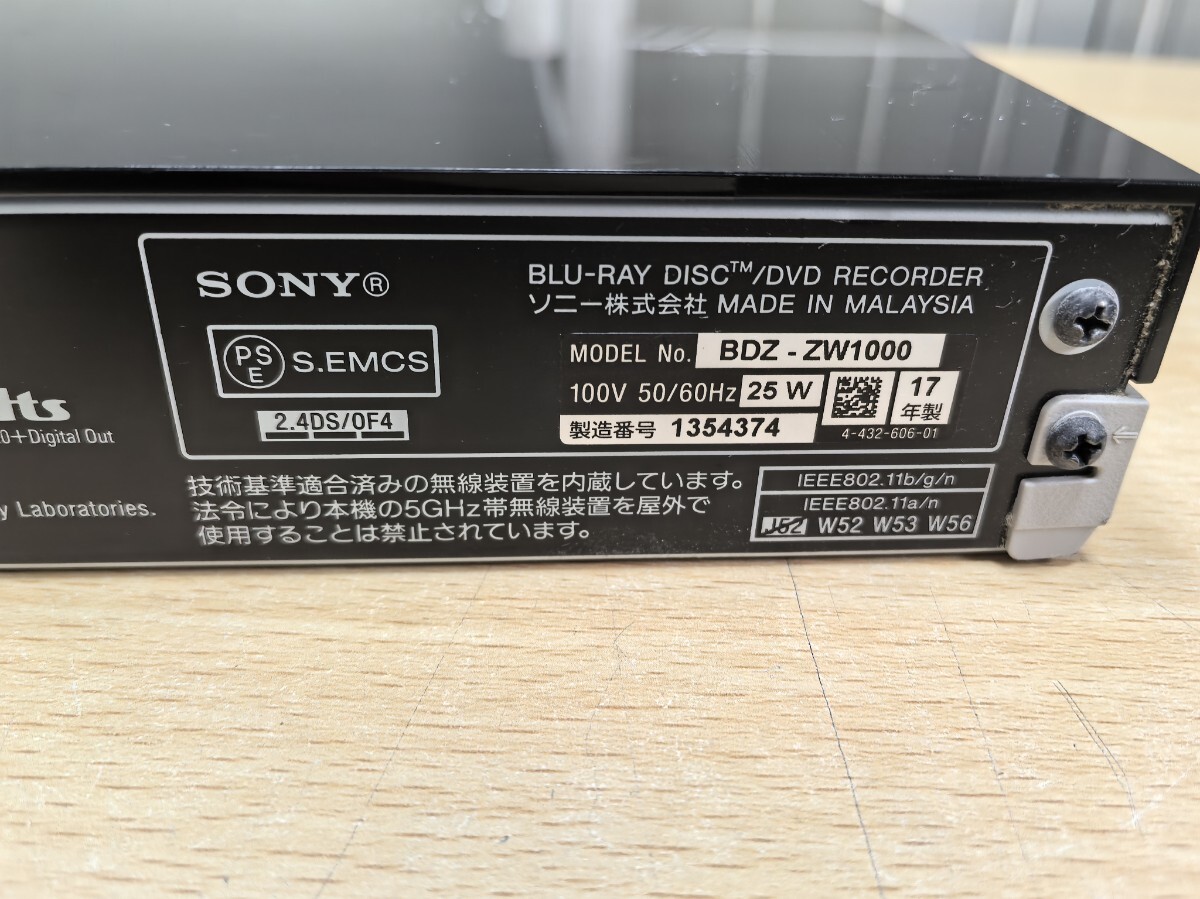 SONY®
BLU-RAY DISC™/DVD RECORDER
ソニー株式会社 MADE IN MALAYSIA
PSE S.EMCS
MODEL No. BDZ - ZW1000
100V 50/60Hz 25 W
17年製
2.4DS/OF4
製造番号 1354374
4-432-606-01
+Digital Out
技術基準適合済みの無線装置を内蔵しています。
法令により本機の5GHz帯無線装置を屋外で
使用することは禁止されています。
Laboratories.
IEEE802.11b/g/n
IEEE802.11a/n
J52 W52 W53 W56